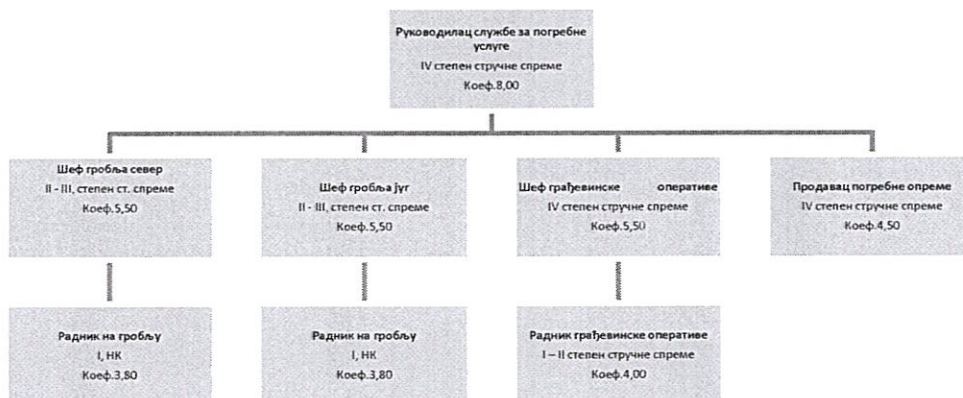 Руководилац службе за погребне
услуге
IV степен стручне спреме
Коеф.8,00
Шеф гробља север
II - III, степен ст. спреме
Коеф.5,50
Шеф гробља југ
II - III, степен ст. спреме
Коеф.5,50
Шеф грађевинске оперативе
IV степен стручне спреме
Коеф.5,50
Продавац погребне опреме
IV степен стручне спреме
Коеф.4,50
Радник на гробљу
I, НК
Коеф.3,80
Радник на гробљу
I, НК
Коеф.3,80
Радник грађевинске оперативе
I – II степен стручне спреме
Коеф.4,00